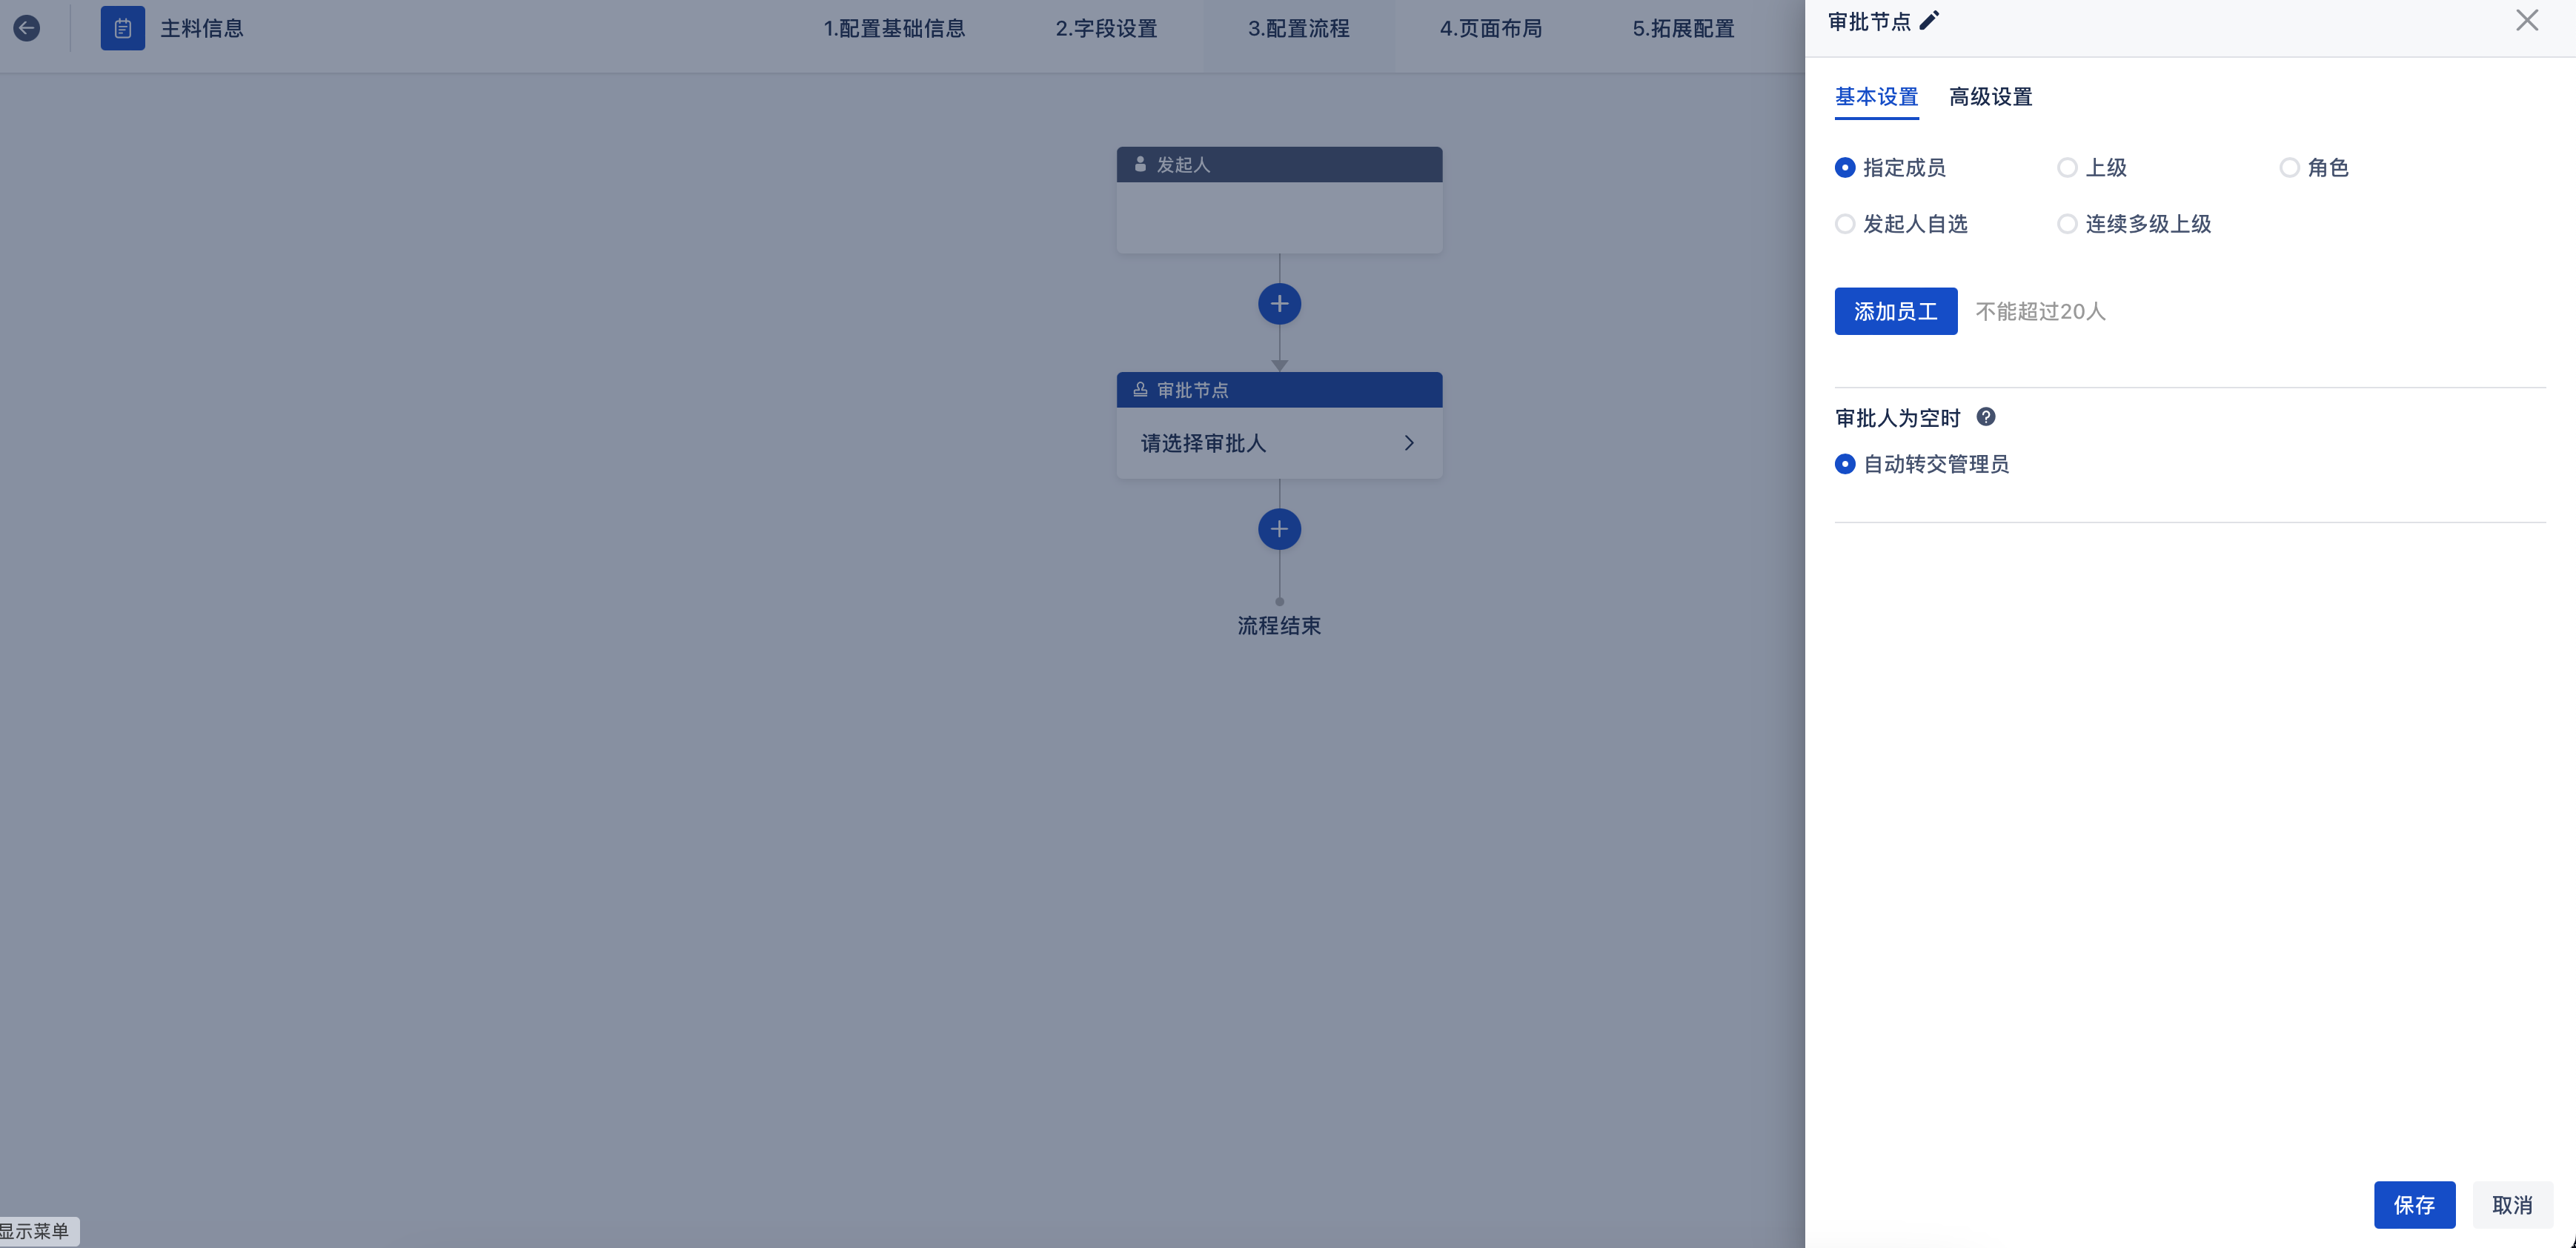 主料信息
1.配置基础信息
2.字段设置
3.配置流程
4.页面布局
5.拓展配置
发起人
审批节点
请选择审批人
流程结束
显示菜单
审批节点
基本设置
高级设置
指定成员
上级
角色
发起人自选
连续多级上级
添加员工
不能超过20人
审批人为空时
自动转交管理员
保存
取消